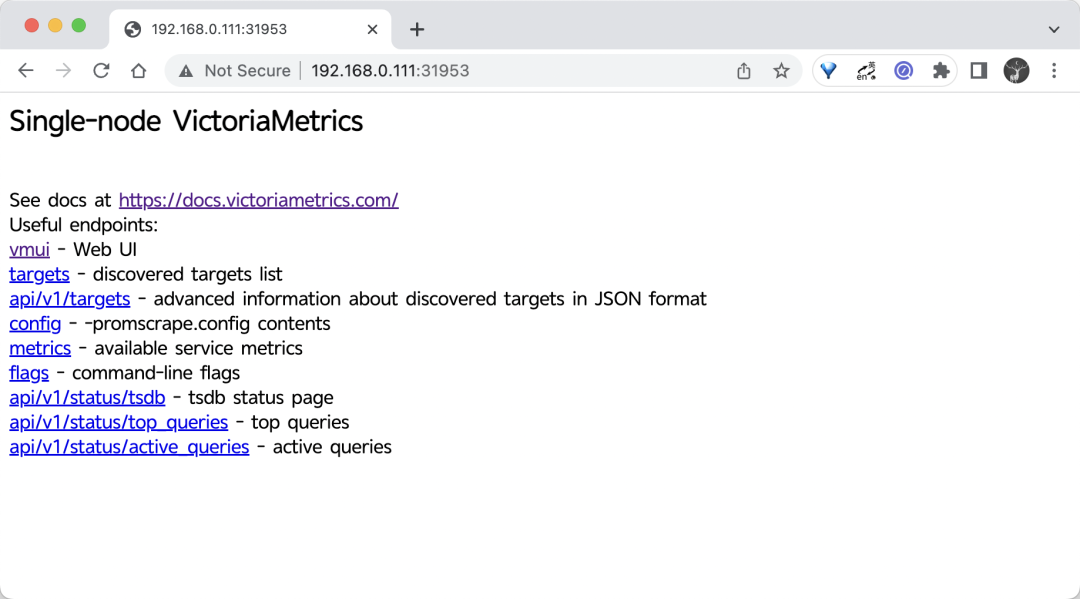 192.168.0.111:31953
Not Secure
192.168.0.111:31953
en 英
Single-node VictoriaMetrics
See docs at https://docs.victoriametrics.com/
Useful endpoints:
vmui - Web UI
targets - discovered targets list
api/v1/targets - advanced information about discovered targets in JSON format
config - -promscrape.config contents
metrics - available service metrics
flags - command-line flags
api/v1/status/tsdb - tsdb status page
api/v1/status/top_queries - top queries
api/v1/status/active_queries - active queries